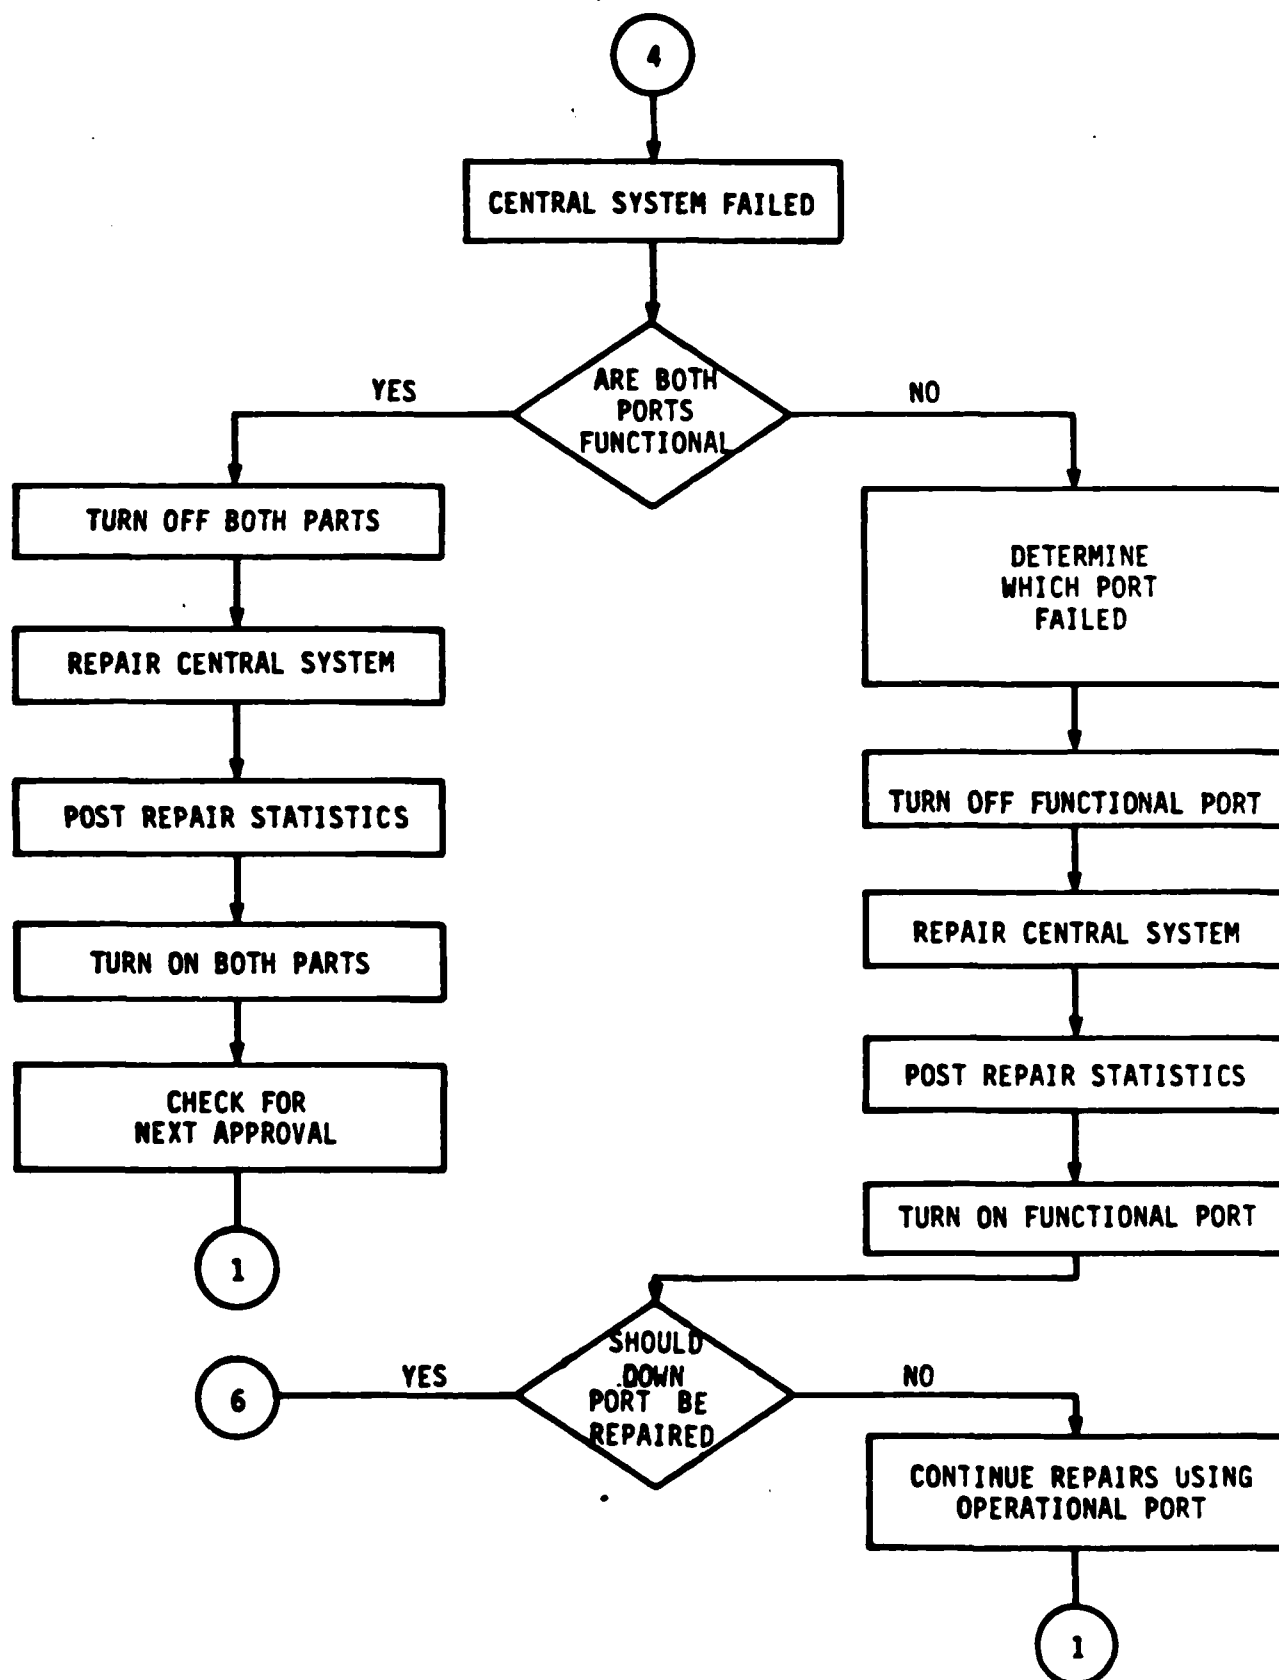 4
CENTRAL SYSTEM FAILED
ARE BOTH
PORTS
FUNCTIONAL
YES
NO
TURN OFF BOTH PARTS
REPAIR CENTRAL SYSTEM
POST REPAIR STATISTICS
TURN ON BOTH PARTS
CHECK FOR
NEXT APPROVAL
1
DETERMINE
WHICH PORT
FAILED
TURN OFF FUNCTIONAL PORT
REPAIR CENTRAL SYSTEM
POST REPAIR STATISTICS
TURN ON FUNCTIONAL PORT
SHOULD
DOWN
PORT BE
REPAIRED
YES
6
NO
CONTINUE REPAIRS USING
OPERATIONAL PORT
1